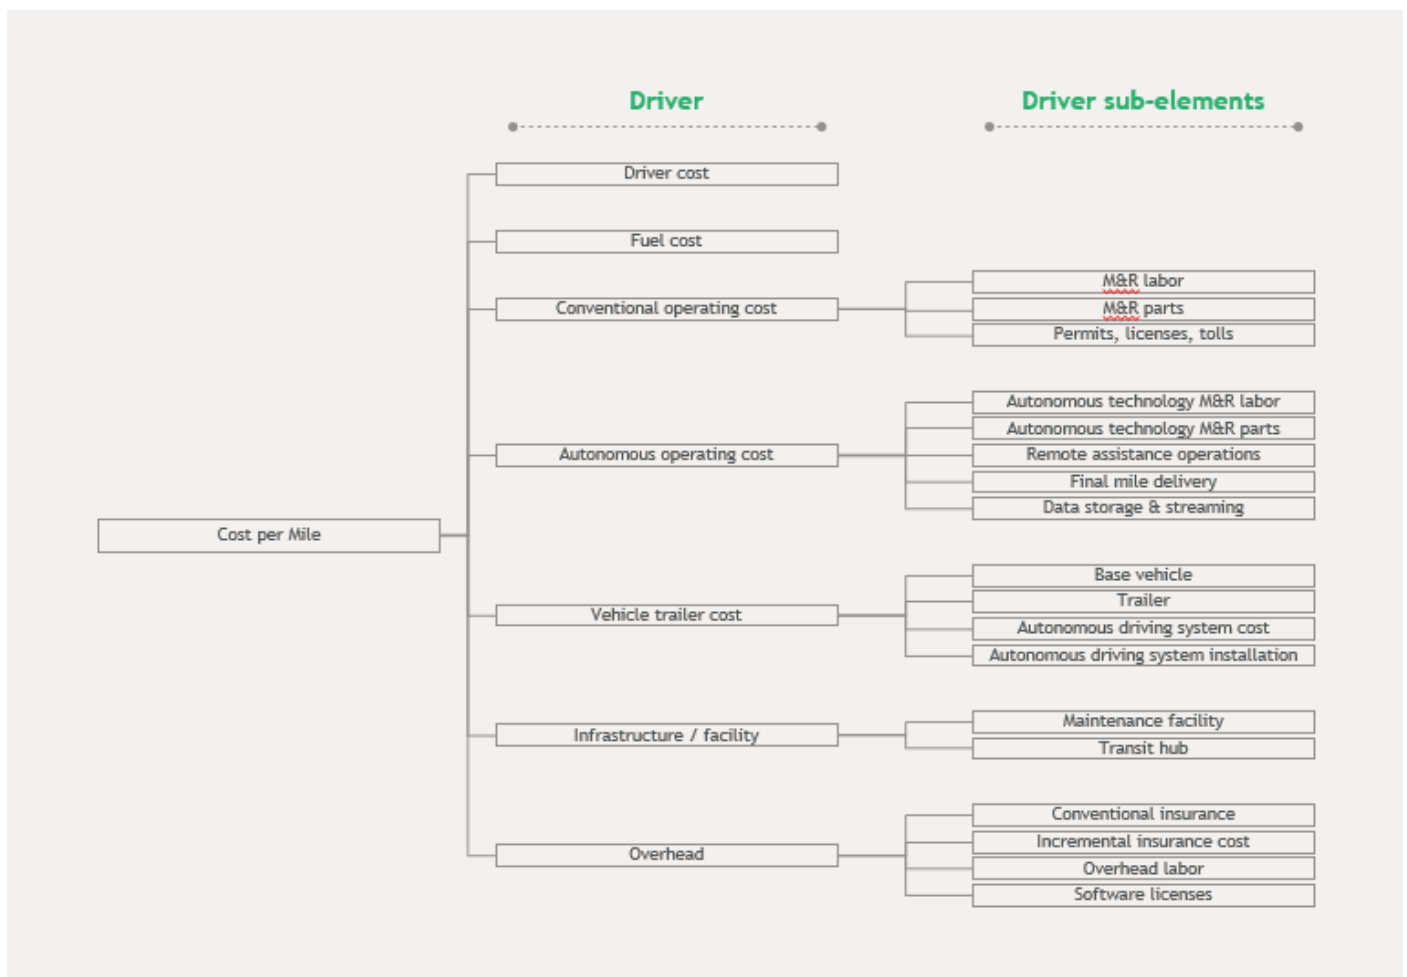 Driver
Driver sub-elements
Driver cost
Fuel cost
Conventional operating cost
M&R labor
M&R parts
Permits, licenses, tolls
Autonomous operating cost
Autonomous technology M&R labor
Autonomous technology M&R parts
Remote assistance operations
Final mile delivery
Data storage & streaming
Cost per Mile
Vehicle trailer cost
Base vehicle
Trailer
Autonomous driving system cost
Autonomous driving system installation
Infrastructure / facility
Maintenance facility
Transit hub
Overhead
Conventional insurance
Incremental insurance cost
Overhead labor
Software licenses